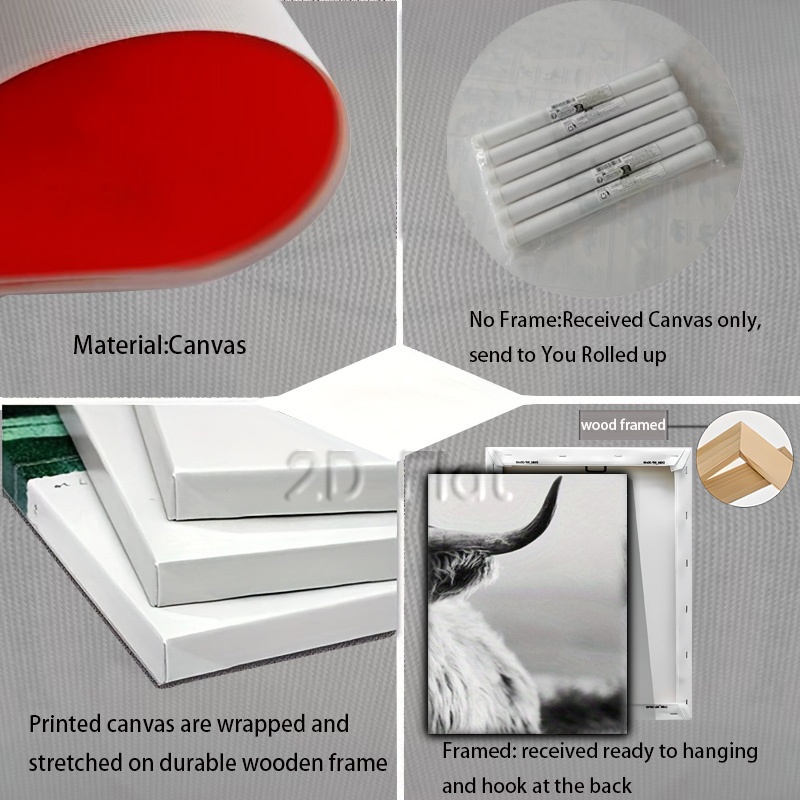 Material:Canvas
No Frame:Received Canvas only,
send to You Rolled up
2D Flat
wood framed
Printed canvas are wrapped and
stretched on durable wooden frame
Framed: received ready to hanging
and hook at the back